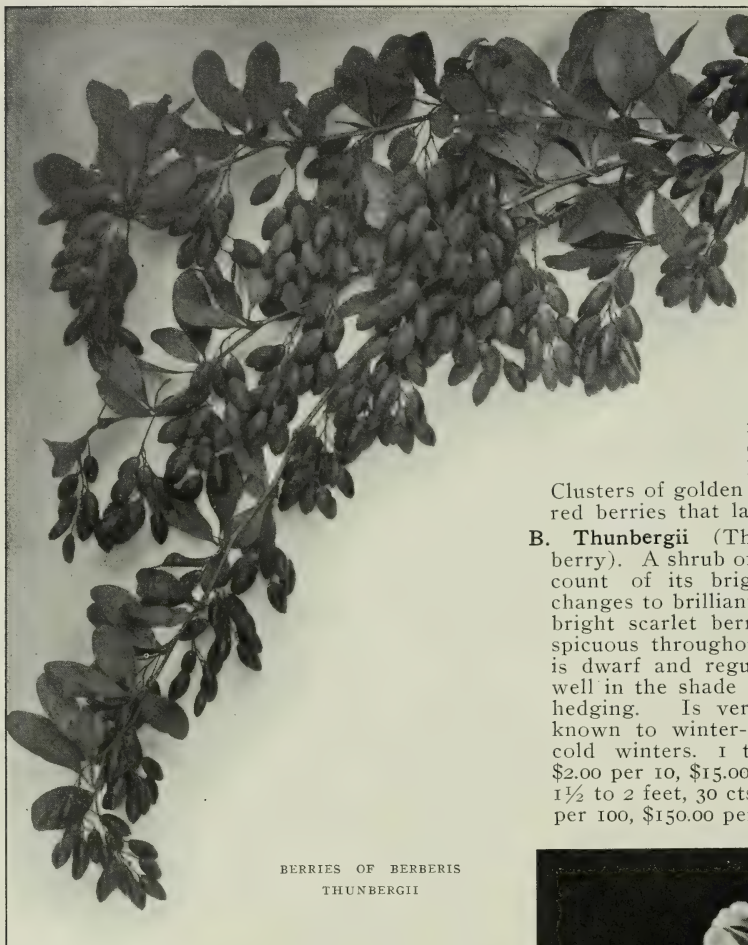 Clusters of golden
red berries that la
B. Thunbergii (Th
berry). A shrub of
count of its brig
changes to brillian
bright scarlet berr
spicuous througho
is dwarf and regu
well in the shade
hedging. Is ver
known to winter-
cold winters. 1 t
$2.00 per 10, $15.00
1½ to 2 feet, 30 cts
per 100, $150.00 pe
BERRIES OF BERBERIS
THUNBERGII